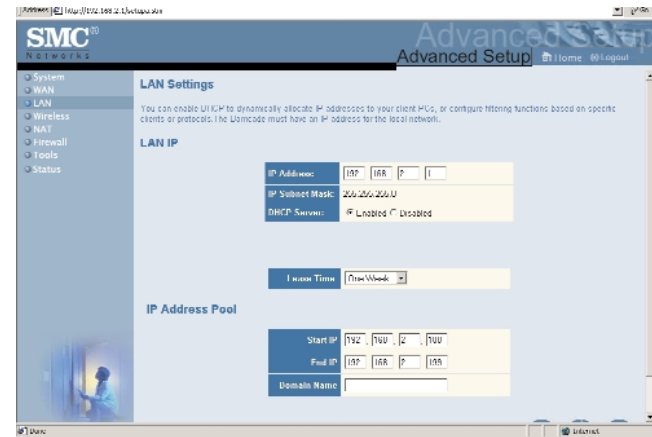 Address http://192.168.2.1/setupa.stm
SMC®
Networks
Advanced Setup
Advanced Setup
Home Logout
System
WAN
LAN
Wireless
NAT
Firewall
Tools
Status
LAN Settings
You can enable DHCP to dynamically allocate IP addresses to your client PCs, or configure filtering functions based on specific
clients or protocols. The Barricade must have an IP address for the local network.
LAN IP
IP Address: 192 168 2 1
IP Subnet Mask: 255.255.255.0
DHCP Server: Enabled Disabled
Lease Time One Week
IP Address Pool
Start IP 192 . 168 . 2 . 100
End IP 192 168 2 199
Domain Name
Done
Internet